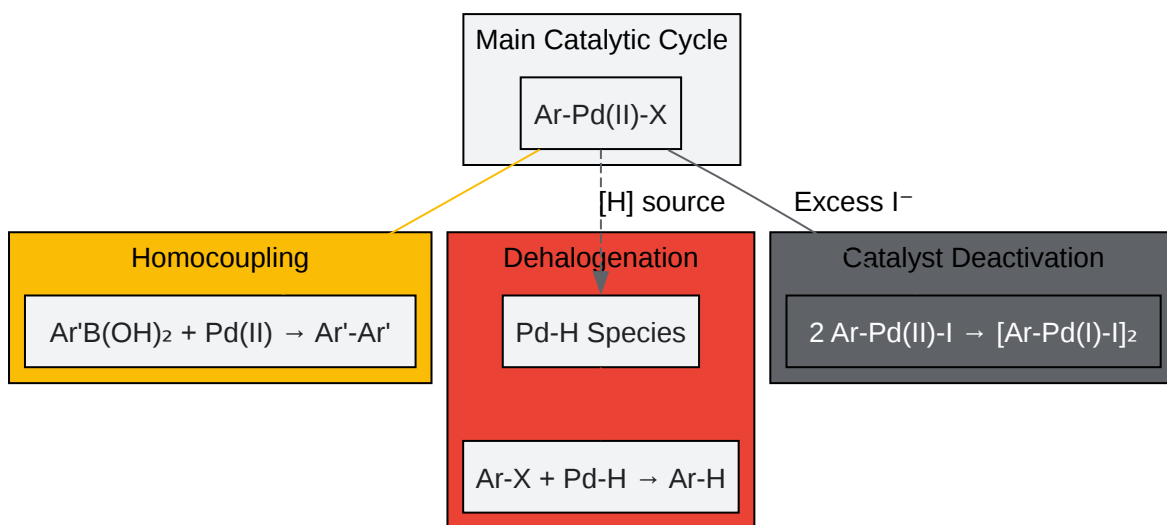 Main Catalytic Cycle
Ar-Pd(II)-X
[H] source
Excess I⁻
Homocoupling
Dehalogenation
Catalyst Deactivation
Ar'B(OH)₂ + Pd(II) → Ar'-Ar'
Pd-H Species
2 Ar-Pd(II)-I → [Ar-Pd(I)-I]₂
Ar-X + Pd-H → Ar-H